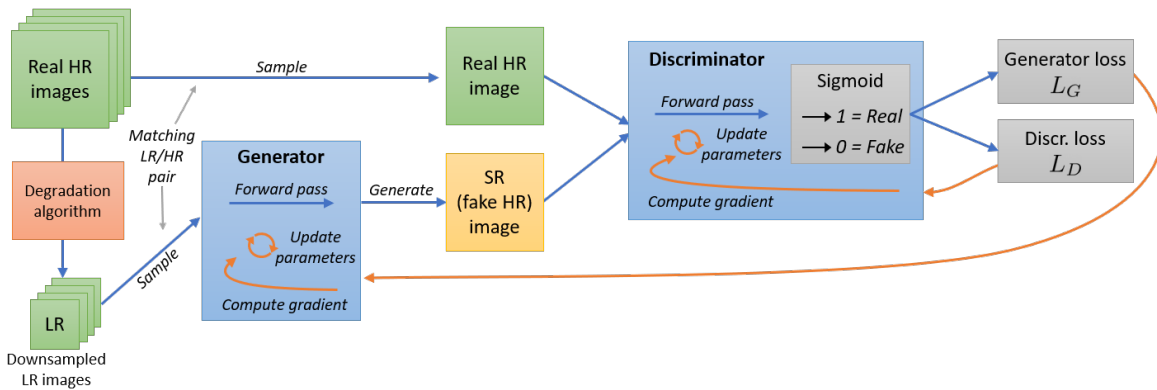 Real HR
images
Sample
Real HR
image
Matching
LR/HR
pair
Degradation
algorithm
Sample
LR
Downsampled
LR images
Generator
Forward pass
Update
parameters
Compute gradient
Generate
SR
(fake HR)
image
Discriminator
Forward pass
Update
parameters
Compute gradient
Sigmoid
1 = Real
0 = Fake
Generator loss
L_G
Discr. loss
L_D